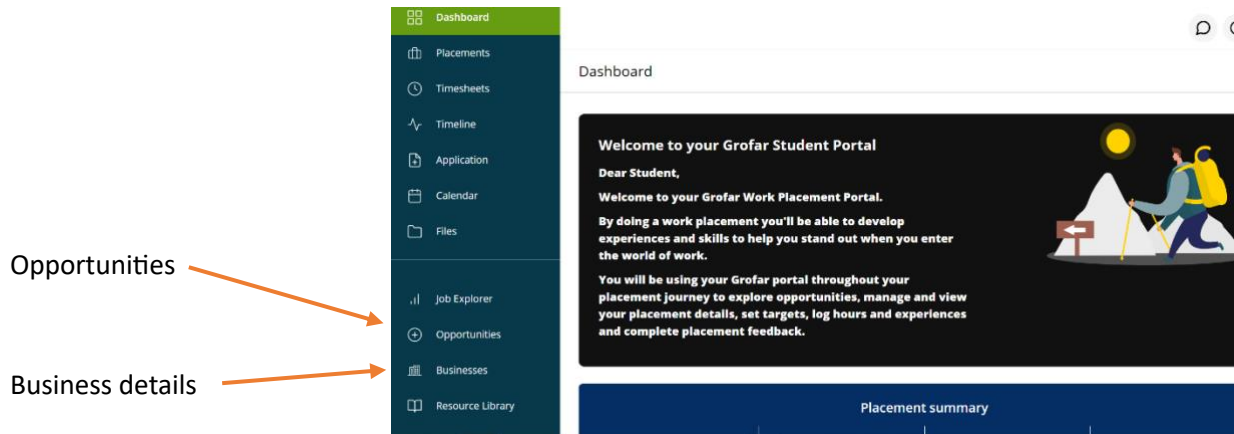 Opportunities
Business details
Dashboard
Placements
Timesheets
Timeline
Application
Calendar
Files
Job Explorer
Opportunities
Businesses
Resource Library
Dashboard
Welcome to your Grofar Student Portal
Dear Student,
Welcome to your Grofar Work Placement Portal.
By doing a work placement you'll be able to develop
experiences and skills to help you stand out when you enter
the world of work.
You will be using your Grofar portal throughout your
placement journey to explore opportunities, manage and view
your placement details, set targets, log hours and experiences
and complete placement feedback.
Placement summary